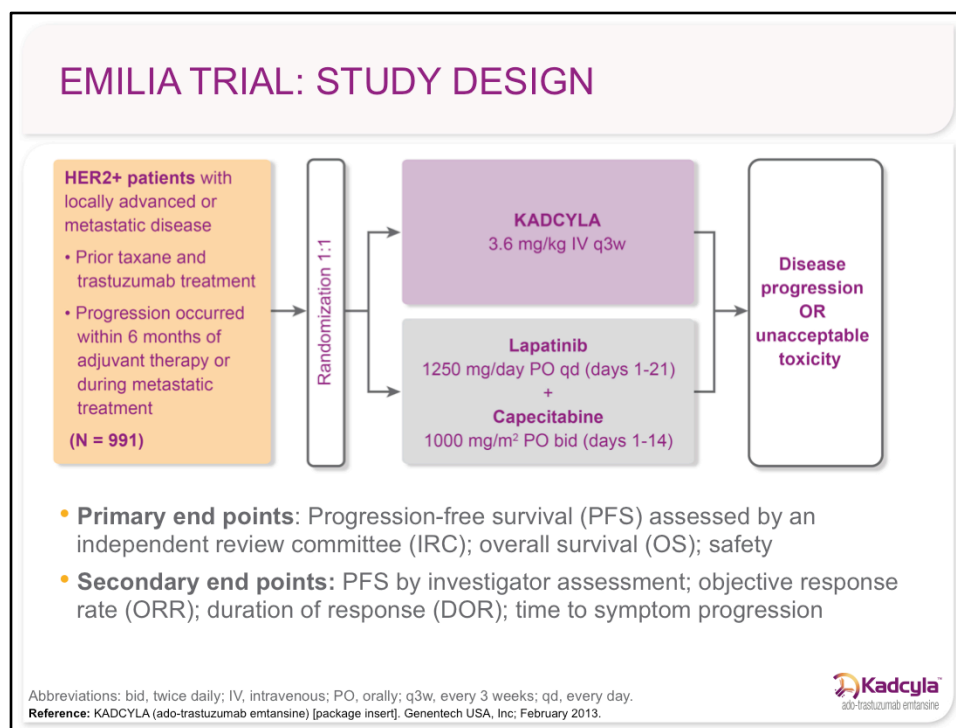 EMILIA TRIAL: STUDY DESIGN
HER2+ patients with
locally advanced or
metastatic disease
• Prior taxane and
trastuzumab treatment
• Progression occurred
within 6 months of
adjuvant therapy or
during metastatic
treatment
(N = 991)
Randomization 1:1
KADCYLA
3.6 mg/kg IV q3w
Lapatinib
1250 mg/day PO qd (days 1-21)
+
Capecitabine
1000 mg/m² PO bid (days 1-14)
Disease
progression
OR
unacceptable
toxicity
• Primary end points: Progression-free survival (PFS) assessed by an
independent review committee (IRC); overall survival (OS); safety
• Secondary end points: PFS by investigator assessment; objective response
rate (ORR); duration of response (DOR); time to symptom progression
Abbreviations: bid, twice daily; IV, intravenous; PO, orally; q3w, every 3 weeks; qd, every day.
Reference: KADCYLA (ado-trastuzumab emtansine) [package insert]. Genentech USA, Inc; February 2013.
Kadcyla
ado-trastuzumab emtansine